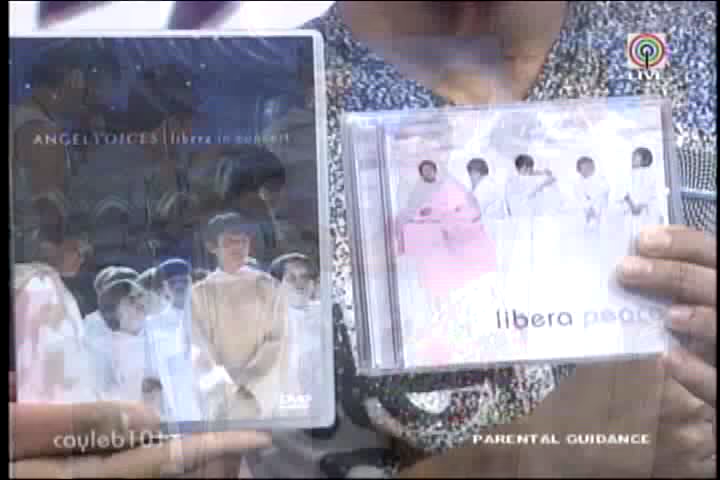 LIVE
ANGEL VOICES | libera in concert
libera peace
DVD
cayleb101
PARENTAL GUIDANCE